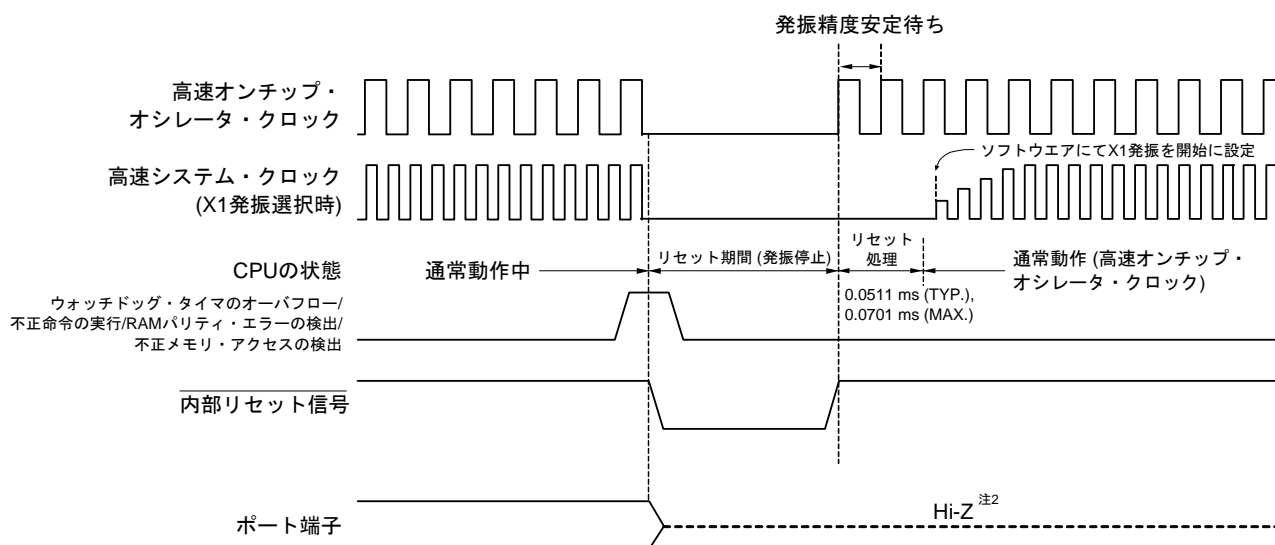 発振精度安定待ち
高速オンチップ・
オシレータ・クロック
ソフトウエアにてX1発振を開始に設定
高速システム・クロック
(X1発振選択時)
CPUの状態
通常動作中
リセット期間 (発振停止)
リセット
処理
通常動作 (高速オンチップ・
オシレータ・クロック)
0.0511 ms (TYP.),
0.0701 ms (MAX.)
ウォッチドッグ・タイマのオーバフロー/
不正命令の実行/RAMパリティ・エラーの検出/
不正メモリ・アクセスの検出
内部リセット信号
ポート端子
Hi-Z 注2